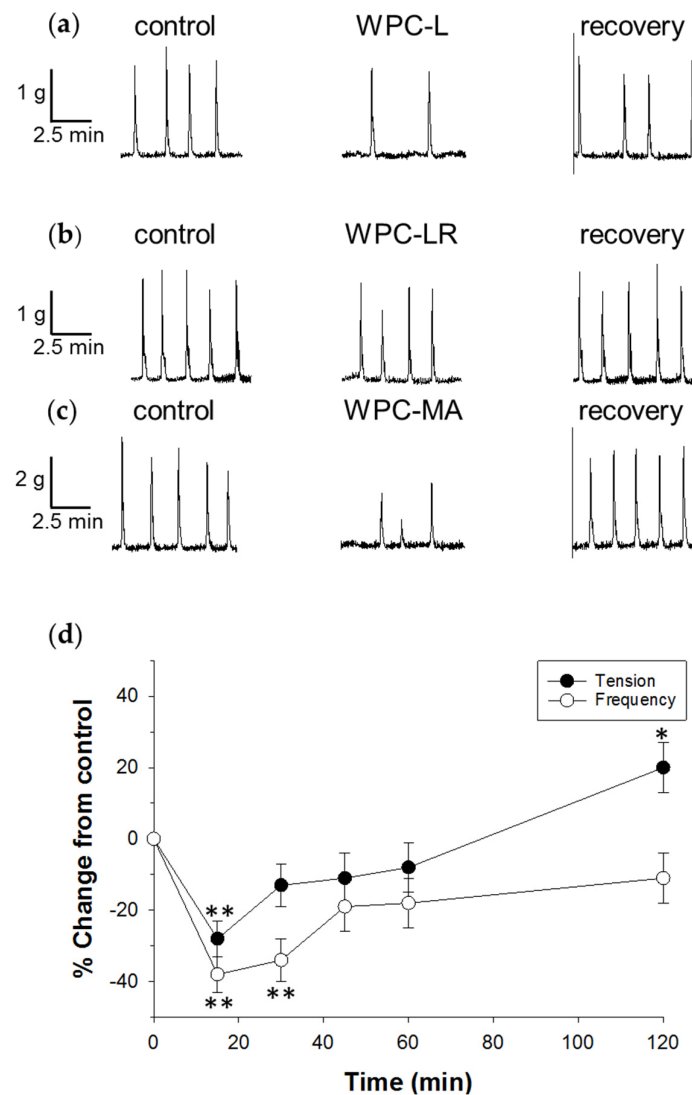 (a) control WPC-L recovery
1 g
2.5 min
(b) control WPC-LR recovery
1 g
2.5 min
(c) control WPC-MA recovery
2 g
2.5 min
(d)
% Change from control
40
20
0
-20
-40
Tension
Frequency
*
**
**
**
0 20 40 60 80 100 120
Time (min)